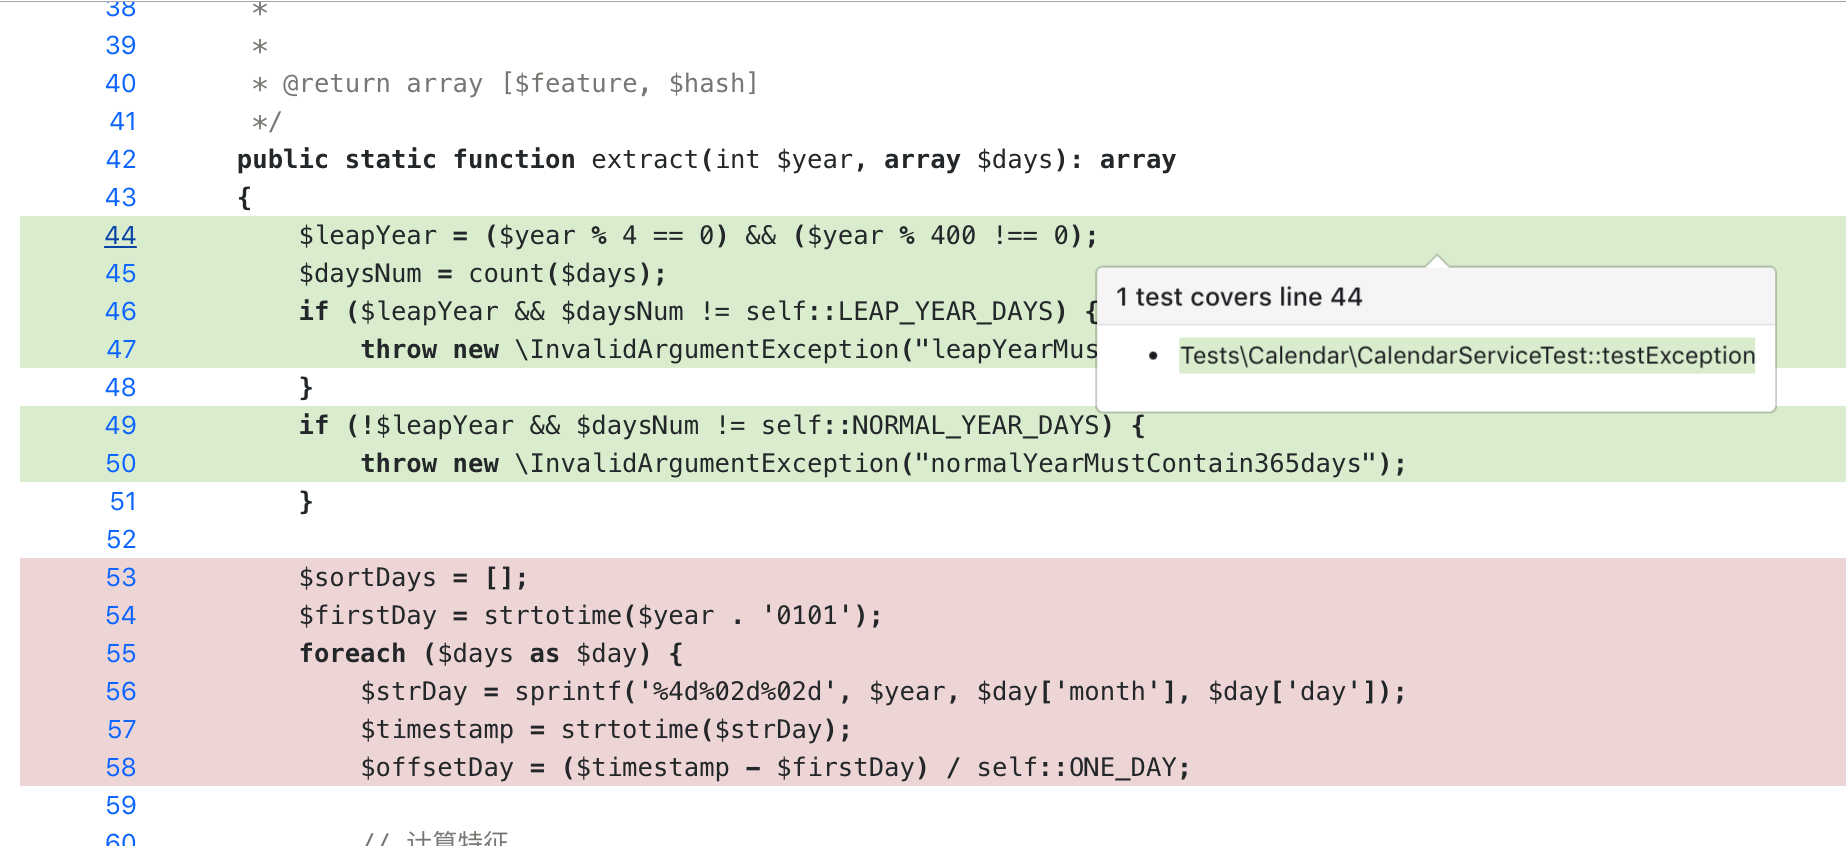 38 *
39 *
40 * @return array [$feature, $hash]
41 */
42 public static function extract(int $year, array $days): array
43 {
44 $leapYear = ($year % 4 == 0) && ($year % 400 !== 0);
45 $daysNum = count($days);
46 if ($leapYear && $daysNum != self::LEAP_YEAR_DAYS) {
47 throw new \InvalidArgumentException("leapYearMus
1 test covers line 44
• Tests\Calendar\CalendarServiceTest::testException
48 }
49 if (!$leapYear && $daysNum != self::NORMAL_YEAR_DAYS) {
50 throw new \InvalidArgumentException("normalYearMustContain365days");
51 }
52
53 $sortDays = [];
54 $firstDay = strtotime($year . '0101');
55 foreach ($days as $day) {
56 $strDay = sprintf('%4d%02d%02d', $year, $day['month'], $day['day']);
57 $timestamp = strtotime($strDay);
58 $offsetDay = ($timestamp - $firstDay) / self::ONE_DAY;
59
60 // 计算特征